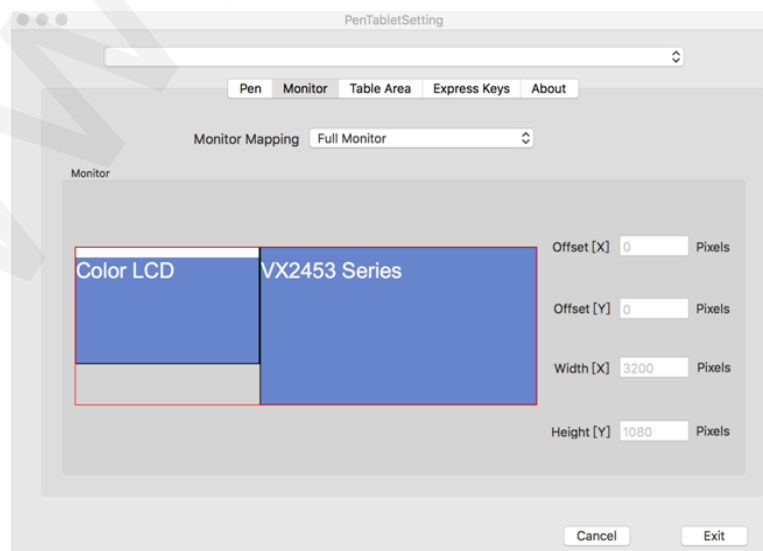 PenTabletSetting
Pen Monitor Table Area Express Keys About
Monitor Mapping Full Monitor
Monitor
Color LCD VX2453 Series
Offset [X] 0 Pixels
Offset [Y] 0 Pixels
Width [X] 3200 Pixels
Height [Y] 1080 Pixels
Cancel Exit